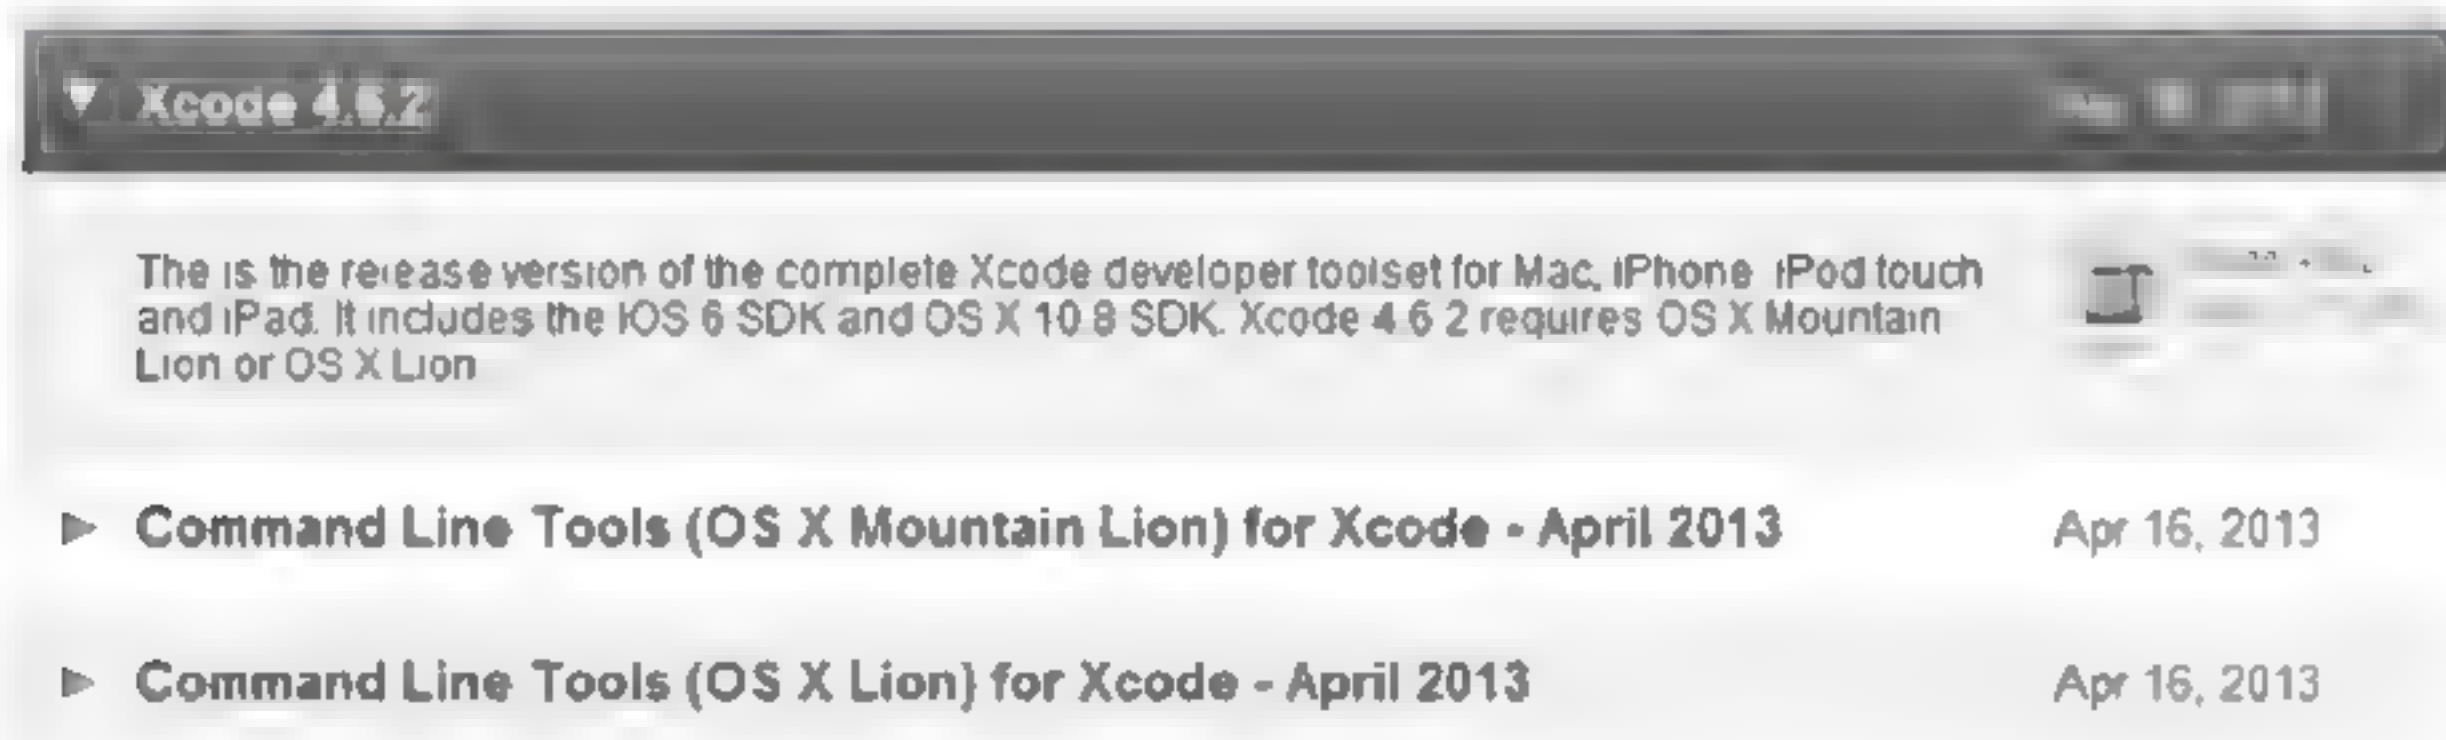 Xcode 4.6.2
The is the release version of the complete Xcode developer toolset for Mac, iPhone, iPod touch
and iPad. It includes the iOS 6 SDK and OS X 10.8 SDK. Xcode 4.6.2 requires OS X Mountain
Lion or OS X Lion
Command Line Tools (OS X Mountain Lion) for Xcode - April 2013 Apr 16, 2013
Command Line Tools (OS X Lion) for Xcode - April 2013 Apr 16, 2013